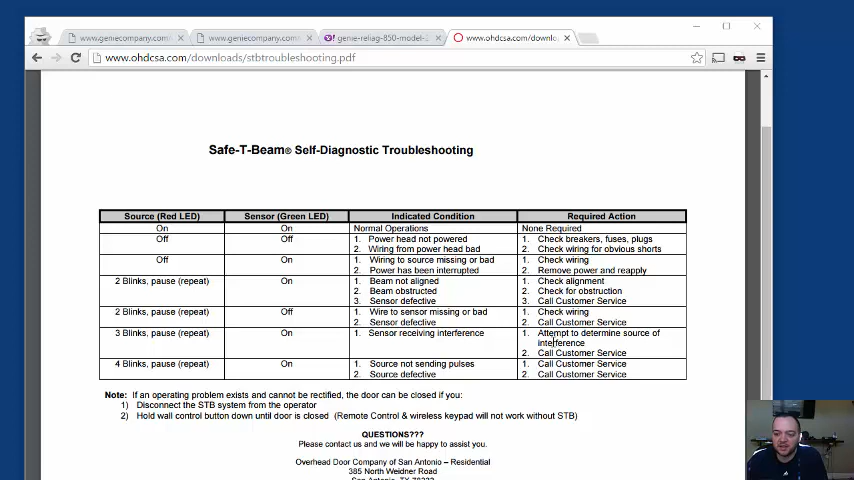 www.geniecompany.com/
www.geniecompany.com/
genie-reliag-850-model-2
www.ohdcsa.com/downlo
www.ohdcsa.com/downloads/stbtroubleshooting.pdf
Safe-T-Beam® Self-Diagnostic Troubleshooting
Source (Red LED) Sensor (Green LED) Indicated Condition Required Action
On On Normal Operations None Required
Off Off 1. Power head not powered 1. Check breakers, fuses, plugs
2. Wiring from power head bad 2. Check wiring for obvious shorts
Off On 1. Wiring to source missing or bad 1. Check wiring
2. Power has been interrupted 2. Remove power and reapply
2 Blinks, pause (repeat) On 1. Beam not aligned 1. Check alignment
2. Beam obstructed 2. Check for obstruction
3. Sensor defective 3. Call Customer Service
2 Blinks, pause (repeat) Off 1. Wire to sensor missing or bad 1. Check wiring
2. Sensor defective 2. Call Customer Service
3 Blinks, pause (repeat) On 1. Sensor receiving interference 1. Attempt to determine source of
interference
2. Call Customer Service
4 Blinks, pause (repeat) On 1. Source not sending pulses 1. Call Customer Service
2. Source defective 2. Call Customer Service
Note: If an operating problem exists and cannot be rectified, the door can be closed if you:
1) Disconnect the STB system from the operator
2) Hold wall control button down until door is closed (Remote Control & wireless keypad will not work without STB)
QUESTIONS???
Please contact us and we will be happy to assist you.
Overhead Door Company of San Antonio - Residential
385 North Weidner Road